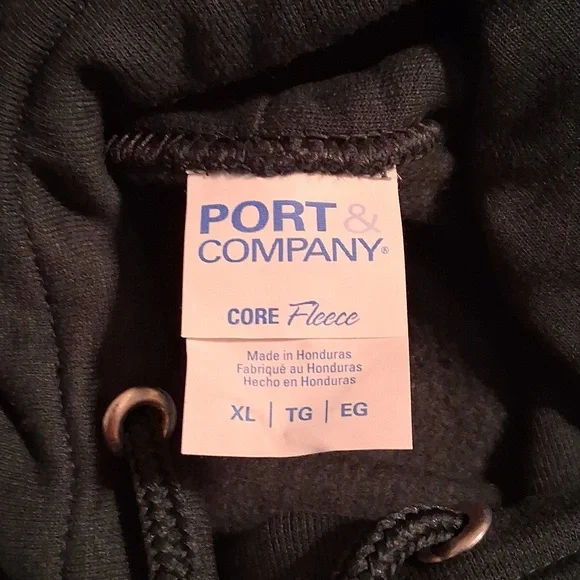 PORT &
COMPANY®
CORE Fleece
Made in Honduras
Fabriqué au Honduras
Hecho en Honduras
XL | TG | EG